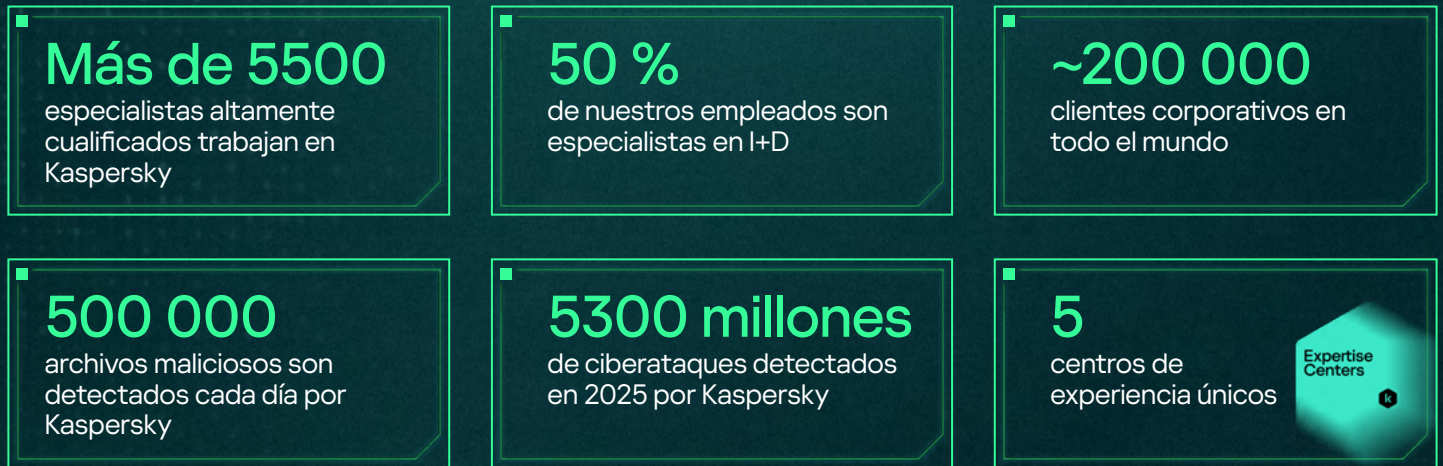 Más de 5500
especialistas altamente
cualificados trabajan en
Kaspersky
50 %
de nuestros empleados son
especialistas en I+D
~200 000
clientes corporativos en
todo el mundo
500 000
archivos maliciosos son
detectados cada día por
Kaspersky
5300 millones
de ciberataques detectados
en 2025 por Kaspersky
5
centros de
experiencia únicos
Expertise
Centers
k